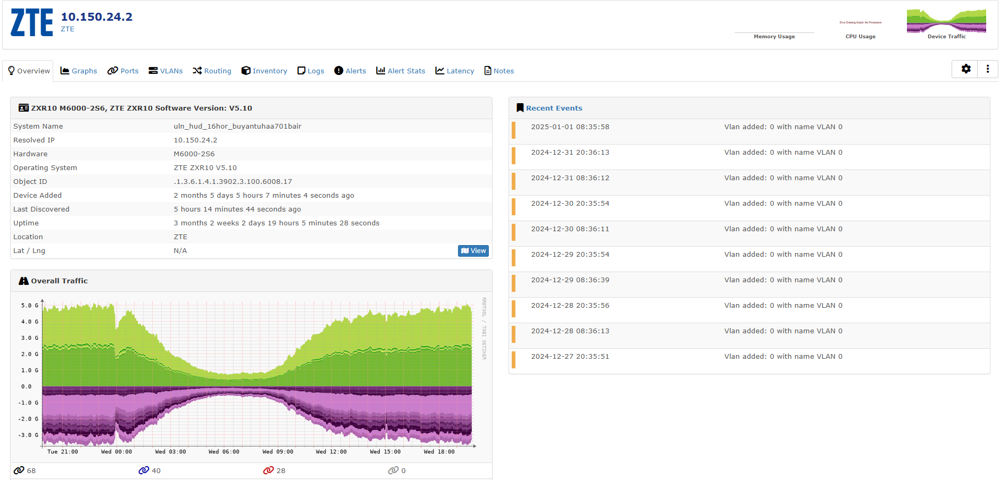 ZTE
10.150.24.2
ZTE
Error Drawing Graph: No Processors
Memory Usage
CPU Usage
Device Traffic
Overview
Graphs
Ports
VLANs
Routing
Inventory
Logs
Alerts
Alert Stats
Latency
Notes
ZXR10 M6000-2S6, ZTE ZXR10 Software Version: V5.10
System Name uln_hud_16hor_buyantuhaa701bair
Resolved IP 10.150.24.2
Hardware M6000-2S6
Operating System ZTE ZXR10 V5.10
Object ID .1.3.6.1.4.1.3902.3.100.6008.17
Device Added 2 months 5 days 5 hours 7 minutes 4 seconds ago
Last Discovered 5 hours 14 minutes 44 seconds ago
Uptime 3 months 2 weeks 2 days 19 hours 5 minutes 28 seconds
Location ZTE
Lat / Lng N/A View
Overall Traffic
5.0 G
4.0 G
3.0 G
2.0 G
1.0 G
0.0
-1.0 G
-2.0 G
-3.0 G
Tue 21:00 Wed 00:00 Wed 03:00 Wed 06:00 Wed 09:00 Wed 12:00 Wed 15:00 Wed 18:00
RRDTOOL / TOBI OETIKER
68 40 28 0
Recent Events
2025-01-01 08:35:58 Vlan added: 0 with name VLAN 0
2024-12-31 20:36:13 Vlan added: 0 with name VLAN 0
2024-12-31 08:36:12 Vlan added: 0 with name VLAN 0
2024-12-30 20:35:54 Vlan added: 0 with name VLAN 0
2024-12-30 08:36:11 Vlan added: 0 with name VLAN 0
2024-12-29 20:35:54 Vlan added: 0 with name VLAN 0
2024-12-29 08:36:39 Vlan added: 0 with name VLAN 0
2024-12-28 20:35:56 Vlan added: 0 with name VLAN 0
2024-12-28 08:36:13 Vlan added: 0 with name VLAN 0
2024-12-27 20:35:51 Vlan added: 0 with name VLAN 0